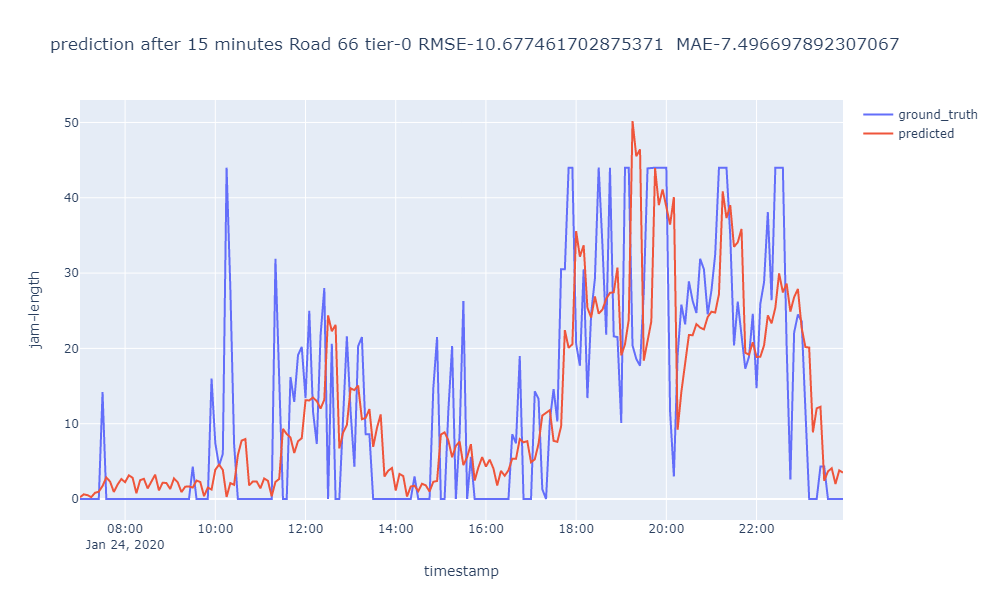 prediction after 15 minutes Road 66 tier-0 RMSE-10.677461702875371  MAE-7.496697892307067
ground_truth
predicted
50
40
30
20
10
0
jam-length
08:00 10:00 12:00 14:00 16:00 18:00 20:00 22:00
Jan 24, 2020
timestamp